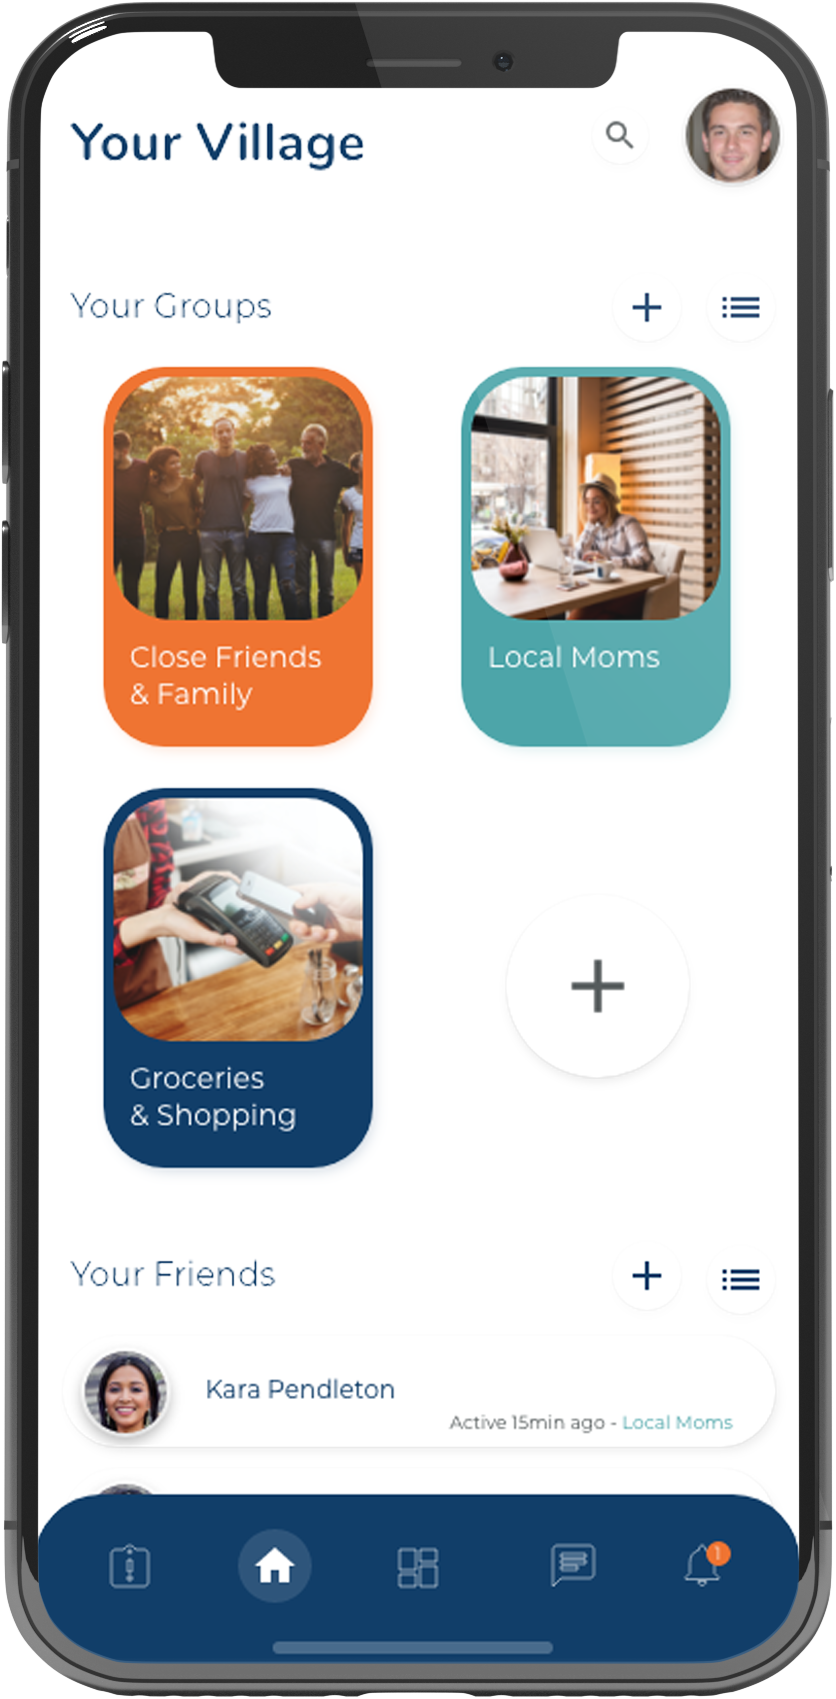 Your Village
Your Groups
Close Friends
& Family
Local Moms
Groceries
& Shopping
Your Friends
Kara Pendleton
Active 15min ago - Local Moms
1